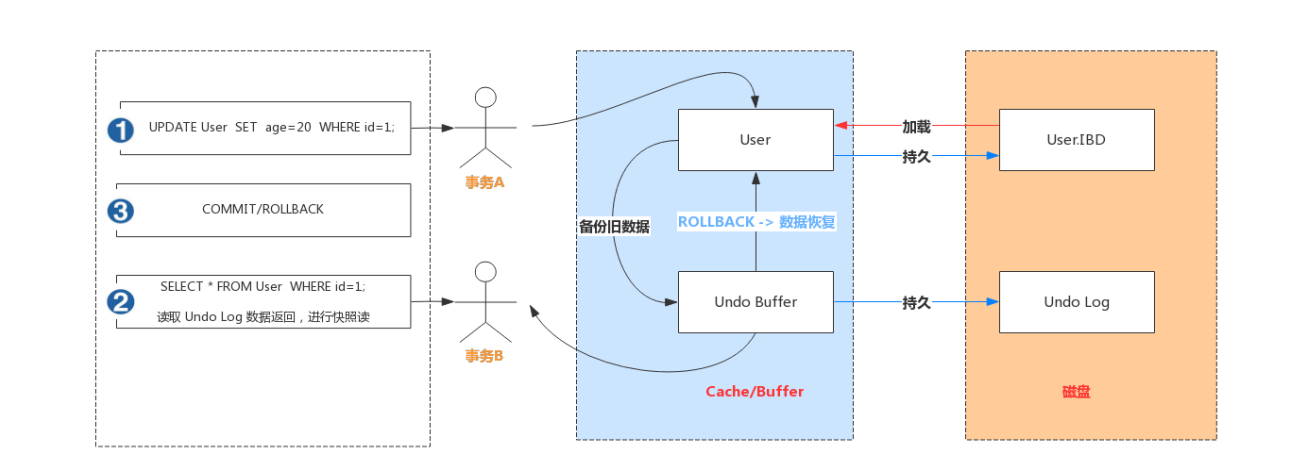 1
UPDATE User SET age=20 WHERE id=1;
事务A
3
COMMIT/ROLLBACK
2
SELECT * FROM User WHERE id=1;
读取 Undo Log 数据返回，进行快照读
事务B
User
备份旧数据
ROLLBACK -> 数据恢复
Undo Buffer
Cache/Buffer
加载
持久
持久
User.IBD
Undo Log
磁盘